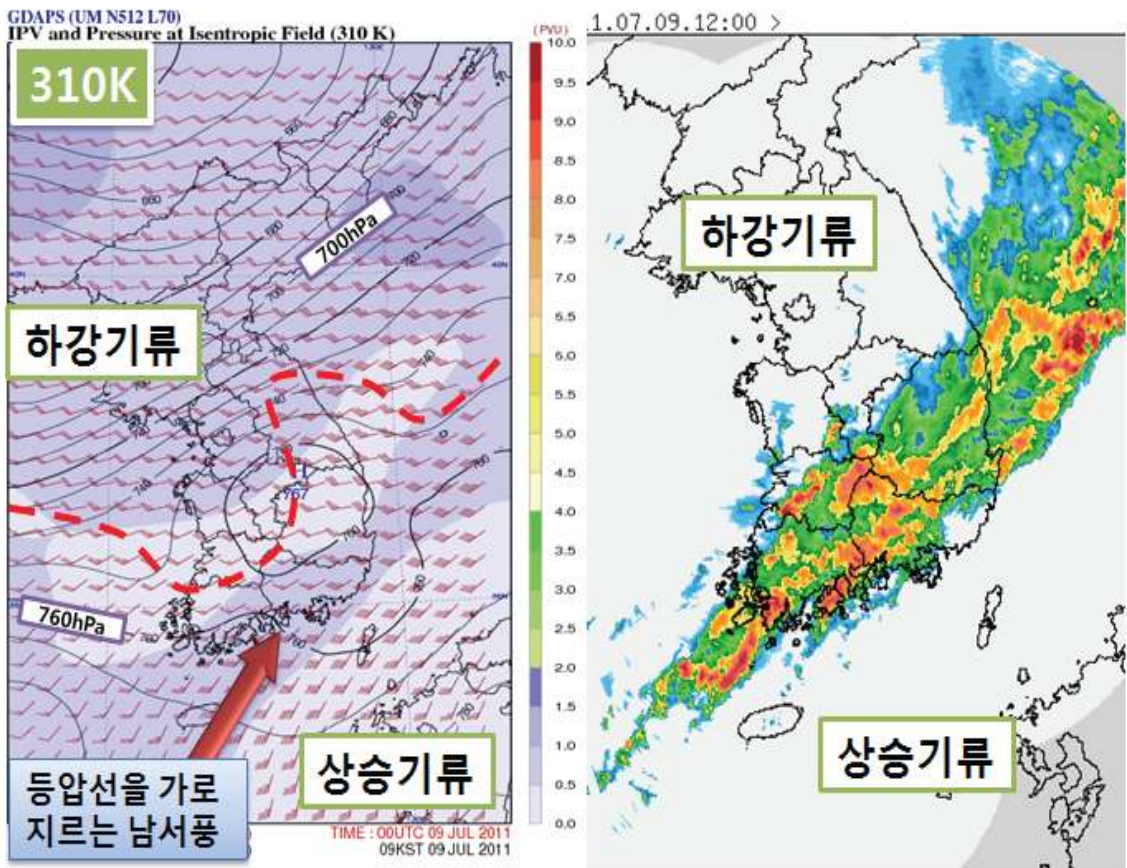 GDAPS (UM N512 L70)
IPV and Pressure at Isentropic Field (310 K)
310K
700hPa
하강기류
760hPa
767
등압선을 가로
지르는 남서풍
상승기류
TIME : 00UTC 09 JUL 2011
09KST 09 JUL 2011
(PVU)
10.0
9.5
9.0
8.5
8.0
7.5
7.0
6.5
6.0
5.5
5.0
4.5
4.0
3.5
3.0
2.5
2.0
1.5
1.0
0.5
0.0
1.07.09.12:00 >
하강기류
상승기류